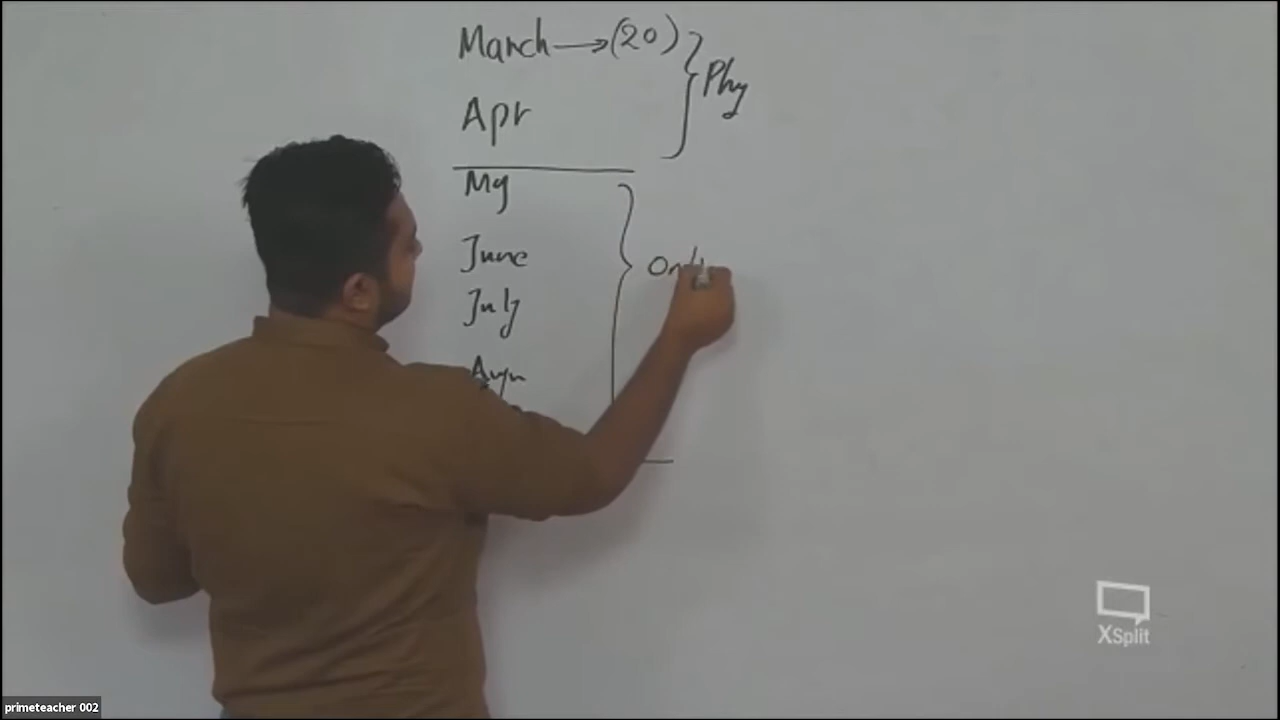 March → (20)
Apr
Phy
My
June
July
XSplit
primeteacher 002